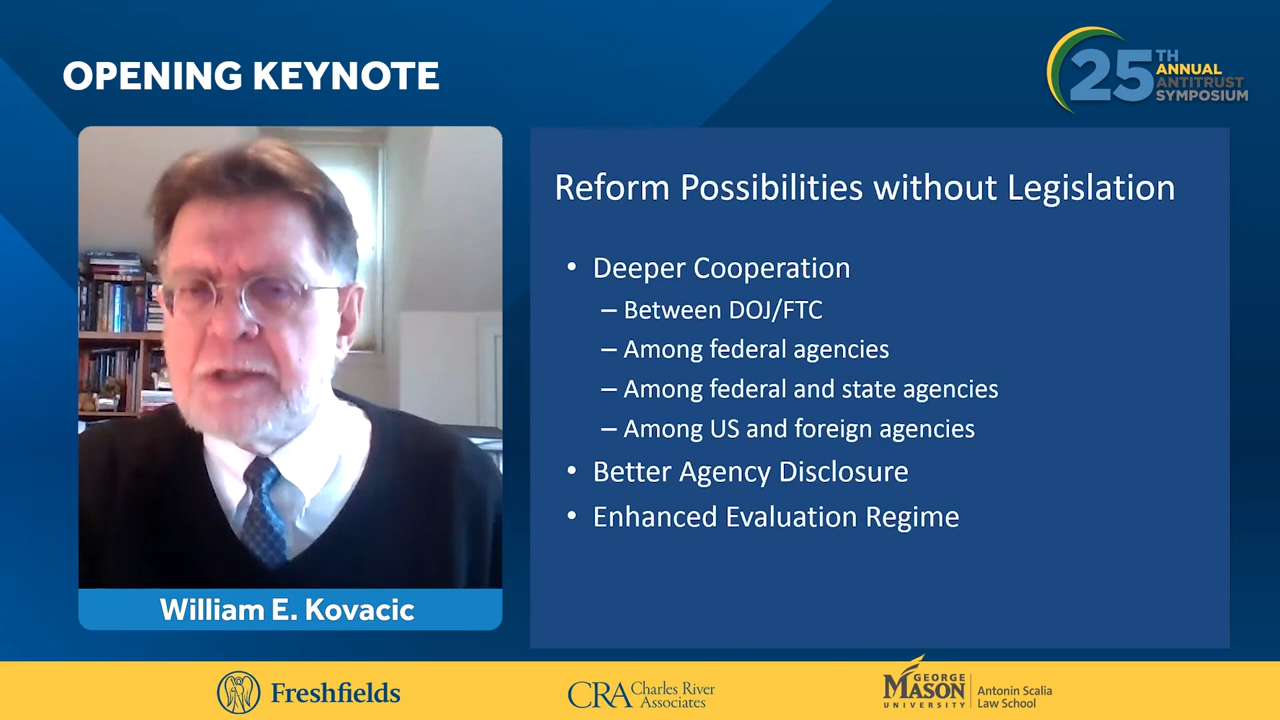 OPENING KEYNOTE
25TH
ANNUAL
ANTITRUST
SYMPOSIUM
Reform Possibilities without Legislation
• Deeper Cooperation
– Between DOJ/FTC
– Among federal agencies
– Among federal and state agencies
– Among US and foreign agencies
• Better Agency Disclosure
• Enhanced Evaluation Regime
William E. Kovacic
Freshfields
CRA Charles River
Associates
GEORGE
MASON
UNIVERSITY
Antonin Scalia
Law School